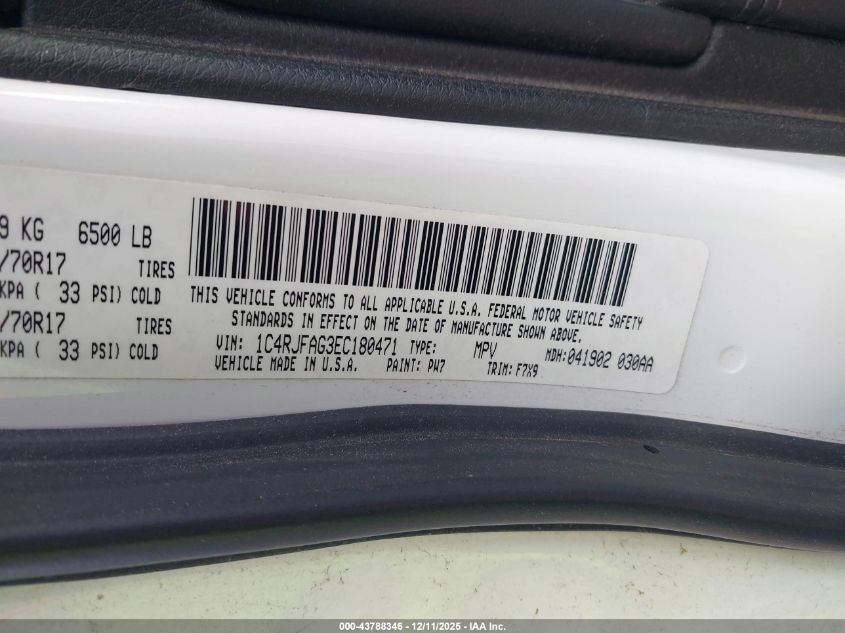 9 KG 6500 LB
/70R17 TIRES
KPA ( 33 PSI) COLD
/70R17 TIRES
KPA ( 33 PSI) COLD
THIS VEHICLE CONFORMS TO ALL APPLICABLE U.S.A. FEDERAL MOTOR VEHICLE SAFETY
STANDARDS IN EFFECT ON THE DATE OF MANUFACTURE SHOWN ABOVE.
VIN: 1C4RJFAG3EC180471 TYPE: MPV MDH:041902 030AA
VEHICLE MADE IN U.S.A. PAINT: PW7 TRIM: F7X9
000-43788346 - 12/11/2025 - IAA Inc.